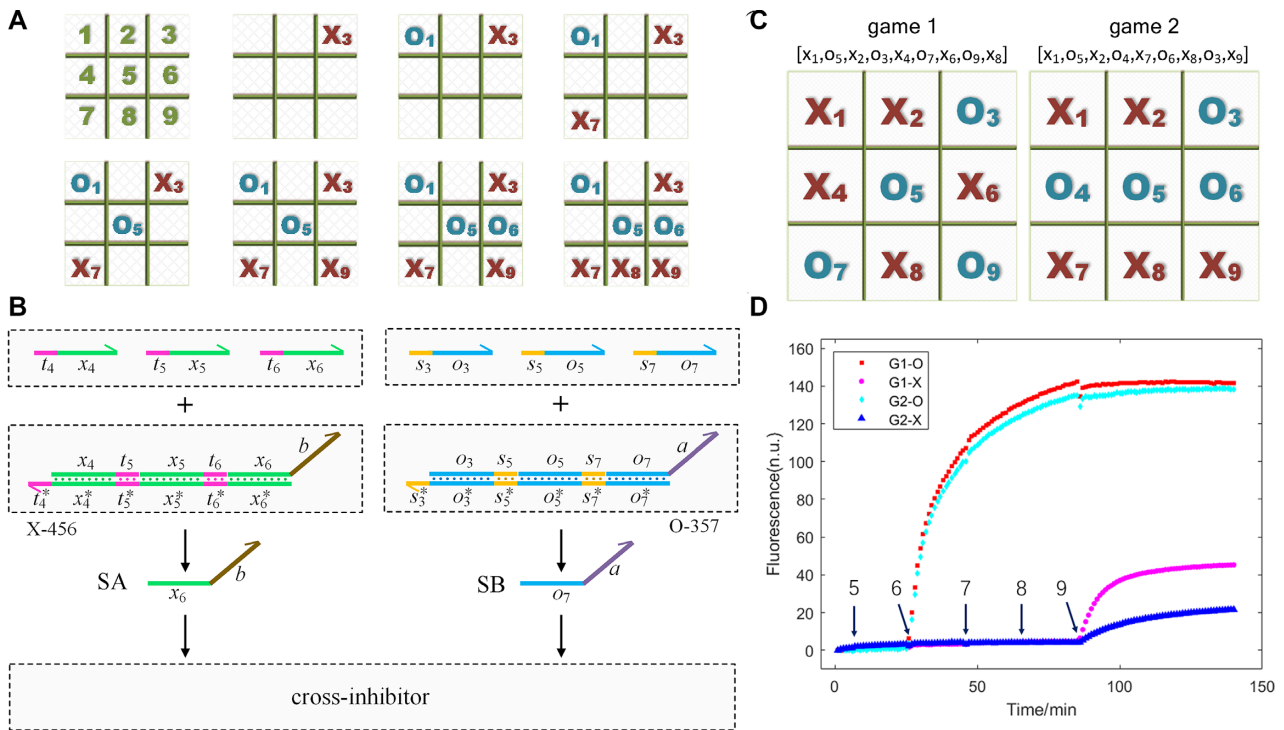 A
1 2 3
4 5 6
7 8 9
X3
O1 X3
O1 X3
X7
O1 X3
O5
X7
O1 X3
O5
X7 X9
O1 X3
O5 O6
X7 X9
O1 X3
O5 O6
X7 X8 X9
B
t4 x4 t5 x5 t6 x6
s3 o3 s5 o5 s7 o7
+ +
x4 t5 x5 t6 x6 b
t4* x4* t5* x5* t6* x6*
X-456
o3 s5 o5 s7 o7 a
s3* o3* s5* o5* s7* o7*
O-357
SA x6 b
SB o7 a
cross-inhibitor
C
game 1
[x1,o5,x2,o3,x4,o7,x6,o9,x8]
X1 X2 O3
X4 O5 X6
O7 X8 O9
game 2
[x1,o5,x2,o4,x7,o6,x8,o3,x9]
X1 X2 O3
O4 O5 O6
X7 X8 X9
D
Fluorescence(n.u.)
160
140
120
100
80
60
40
20
0
G1-O
G1-X
G2-O
G2-X
5 6 7 8 9
0 50 100 150
Time/min